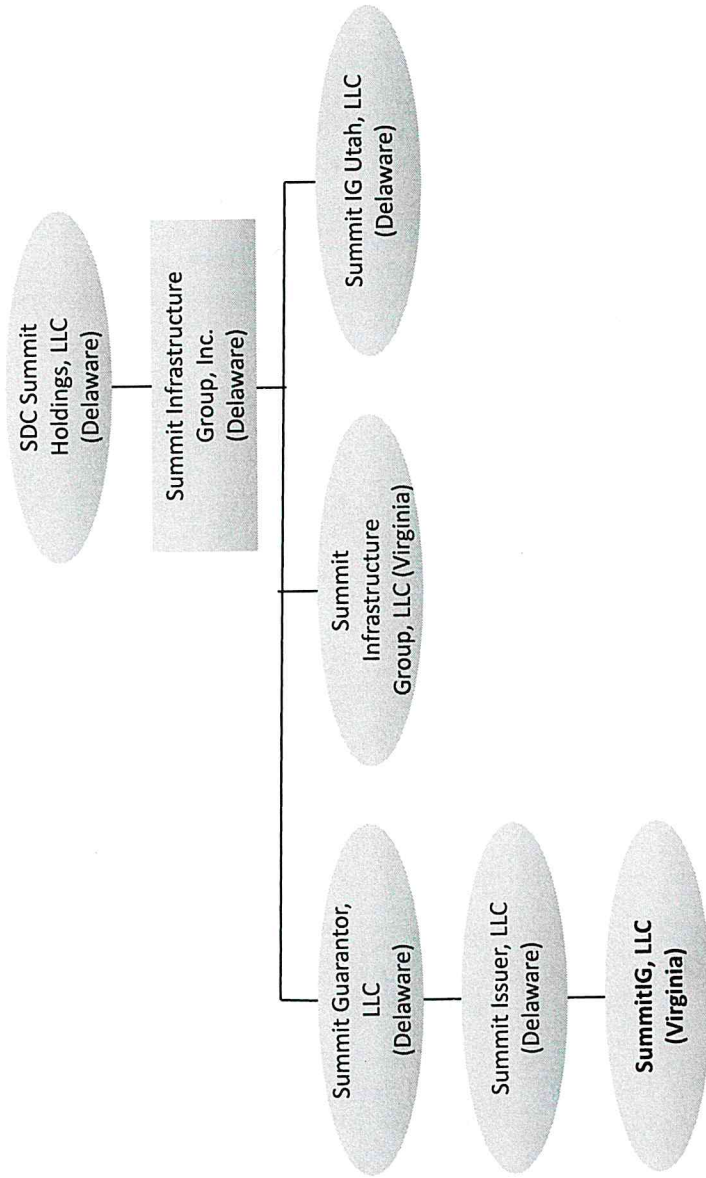 SDC Summit
Holdings, LLC
(Delaware)
Summit Infrastructure
Group, Inc.
(Delaware)
Summit Guarantor,
LLC
(Delaware)
Summit
Infrastructure
Group, LLC (Virginia)
Summit IG Utah, LLC
(Delaware)
Summit Issuer, LLC
(Delaware)
SummitIG, LLC
(Virginia)